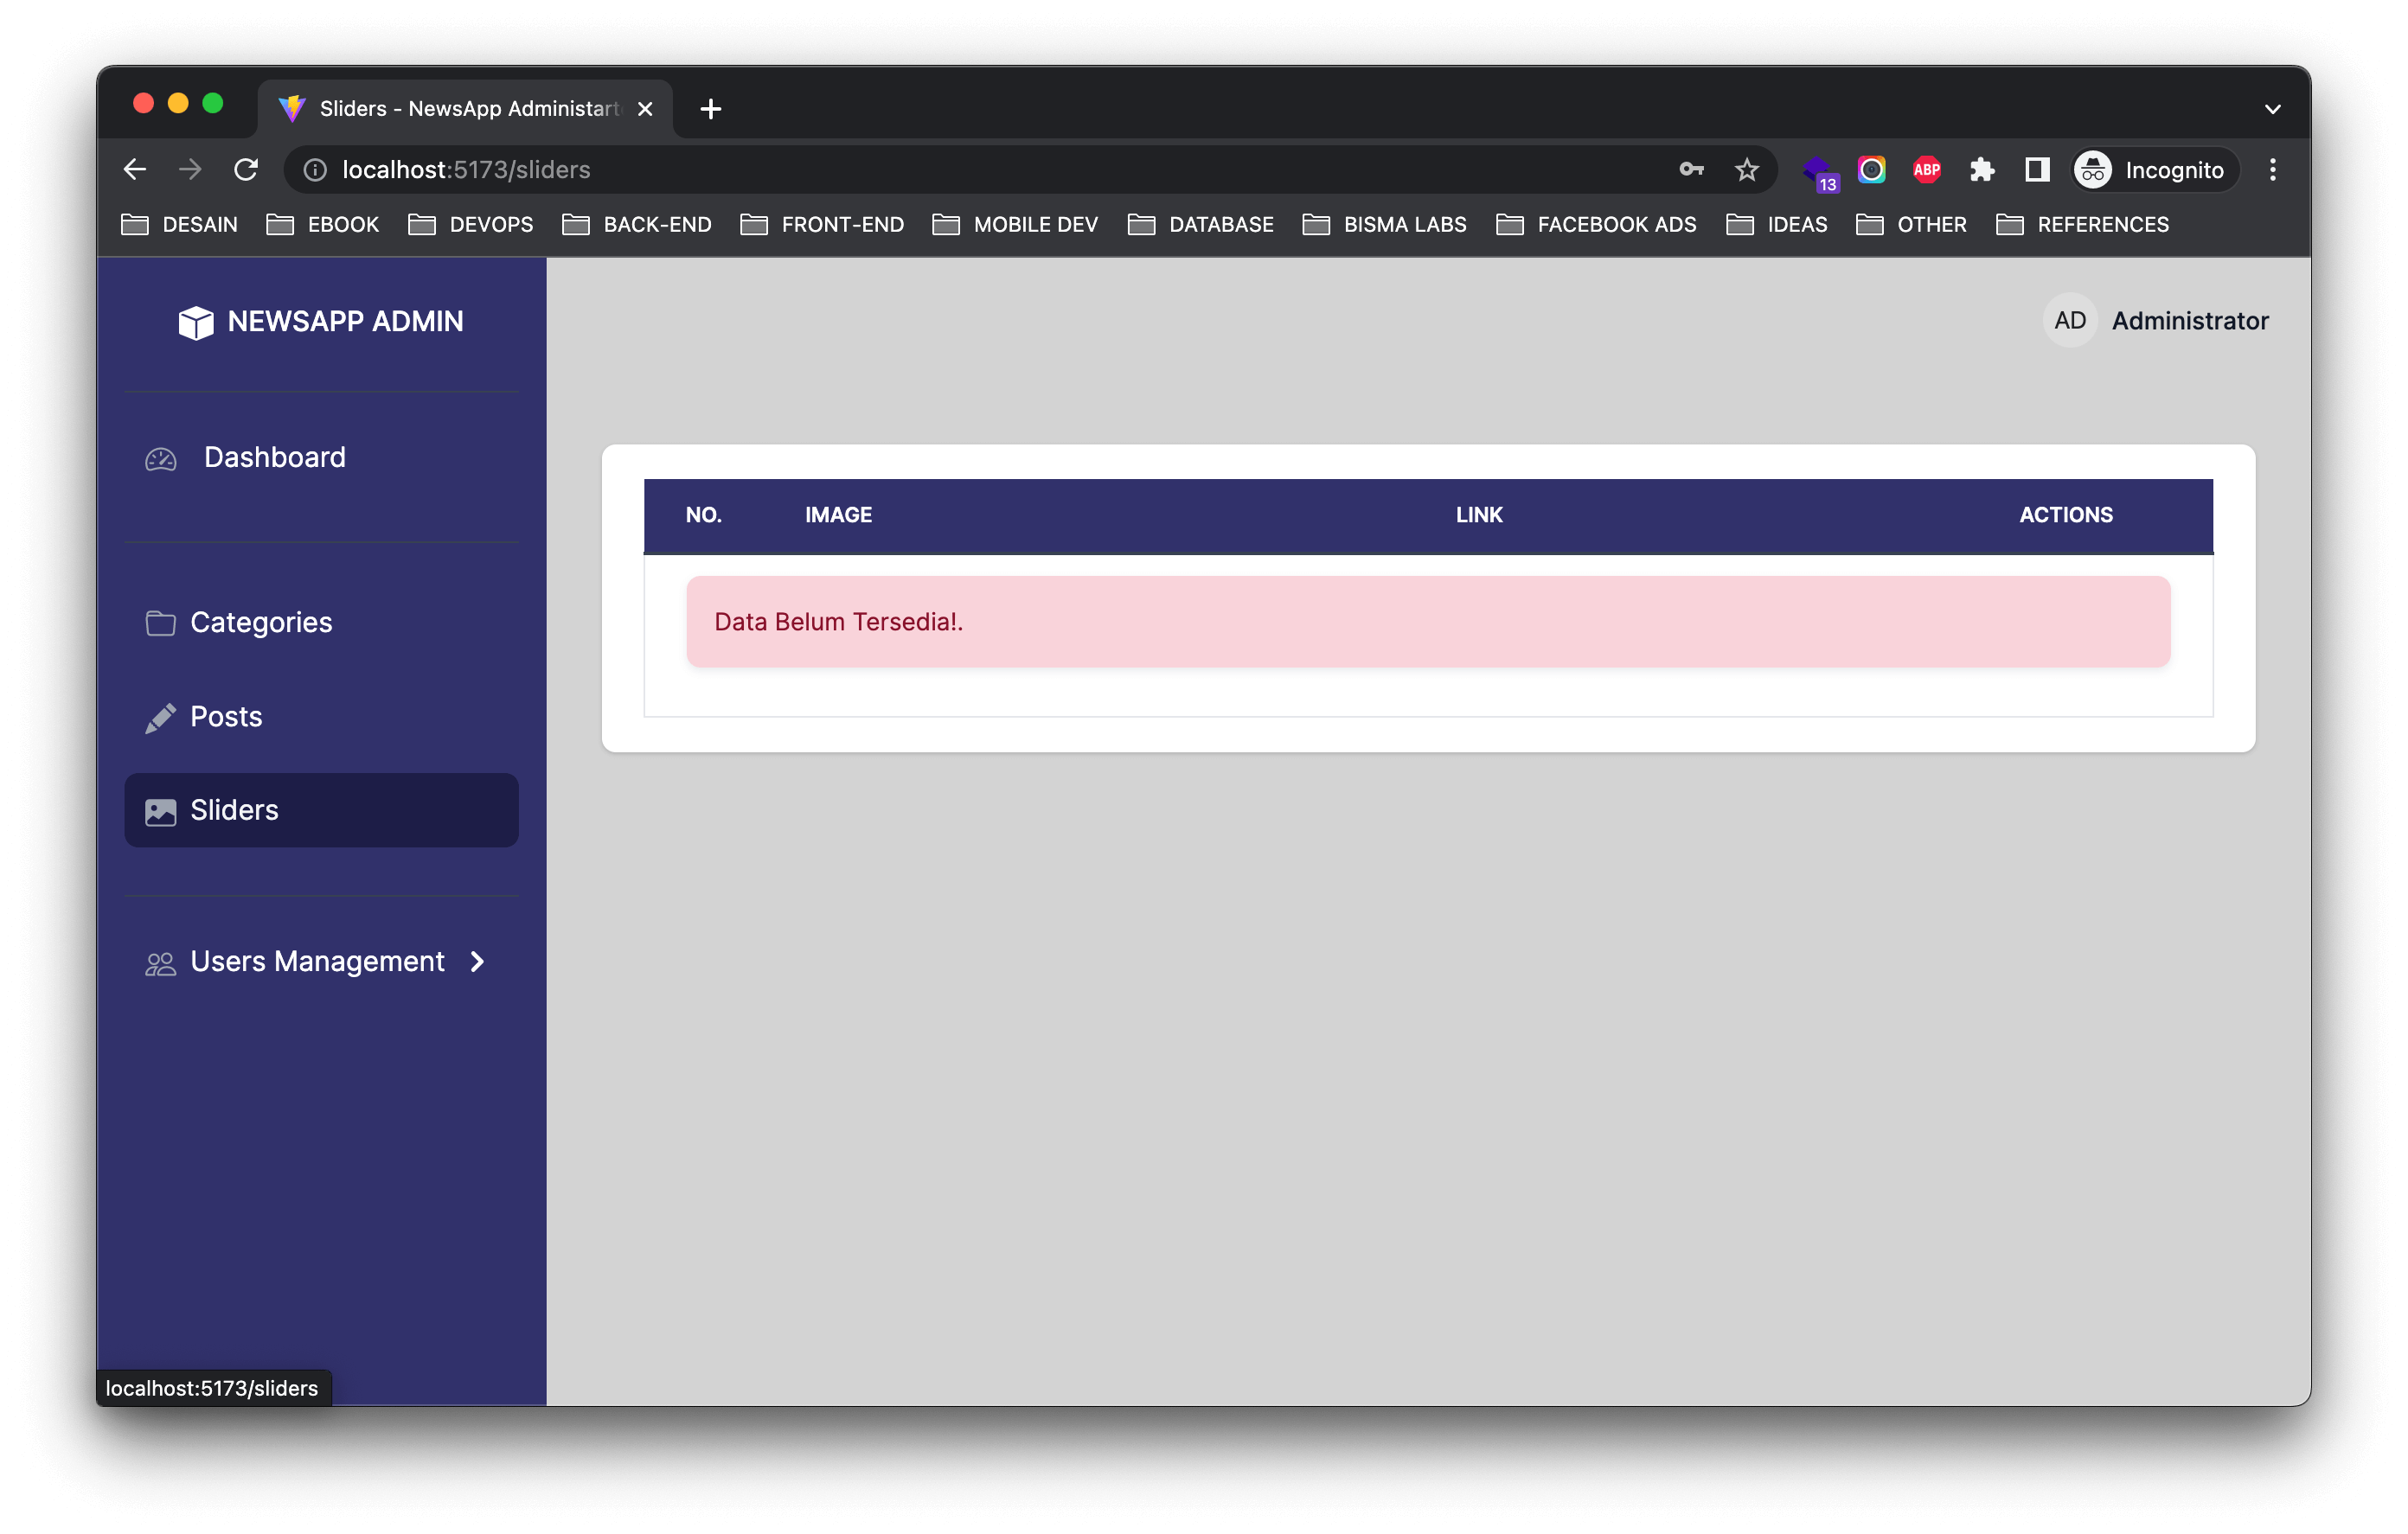 Sliders - NewsApp Administart
localhost:5173/sliders
13
ABP
Incognito
DESAIN EBOOK DEVOPS BACK-END FRONT-END MOBILE DEV DATABASE BISMA LABS FACEBOOK ADS IDEAS OTHER REFERENCES
NEWSAPP ADMIN
AD Administrator
Dashboard
Categories
Posts
Sliders
Users Management
NO. IMAGE LINK ACTIONS
Data Belum Tersedia!.
localhost:5173/sliders